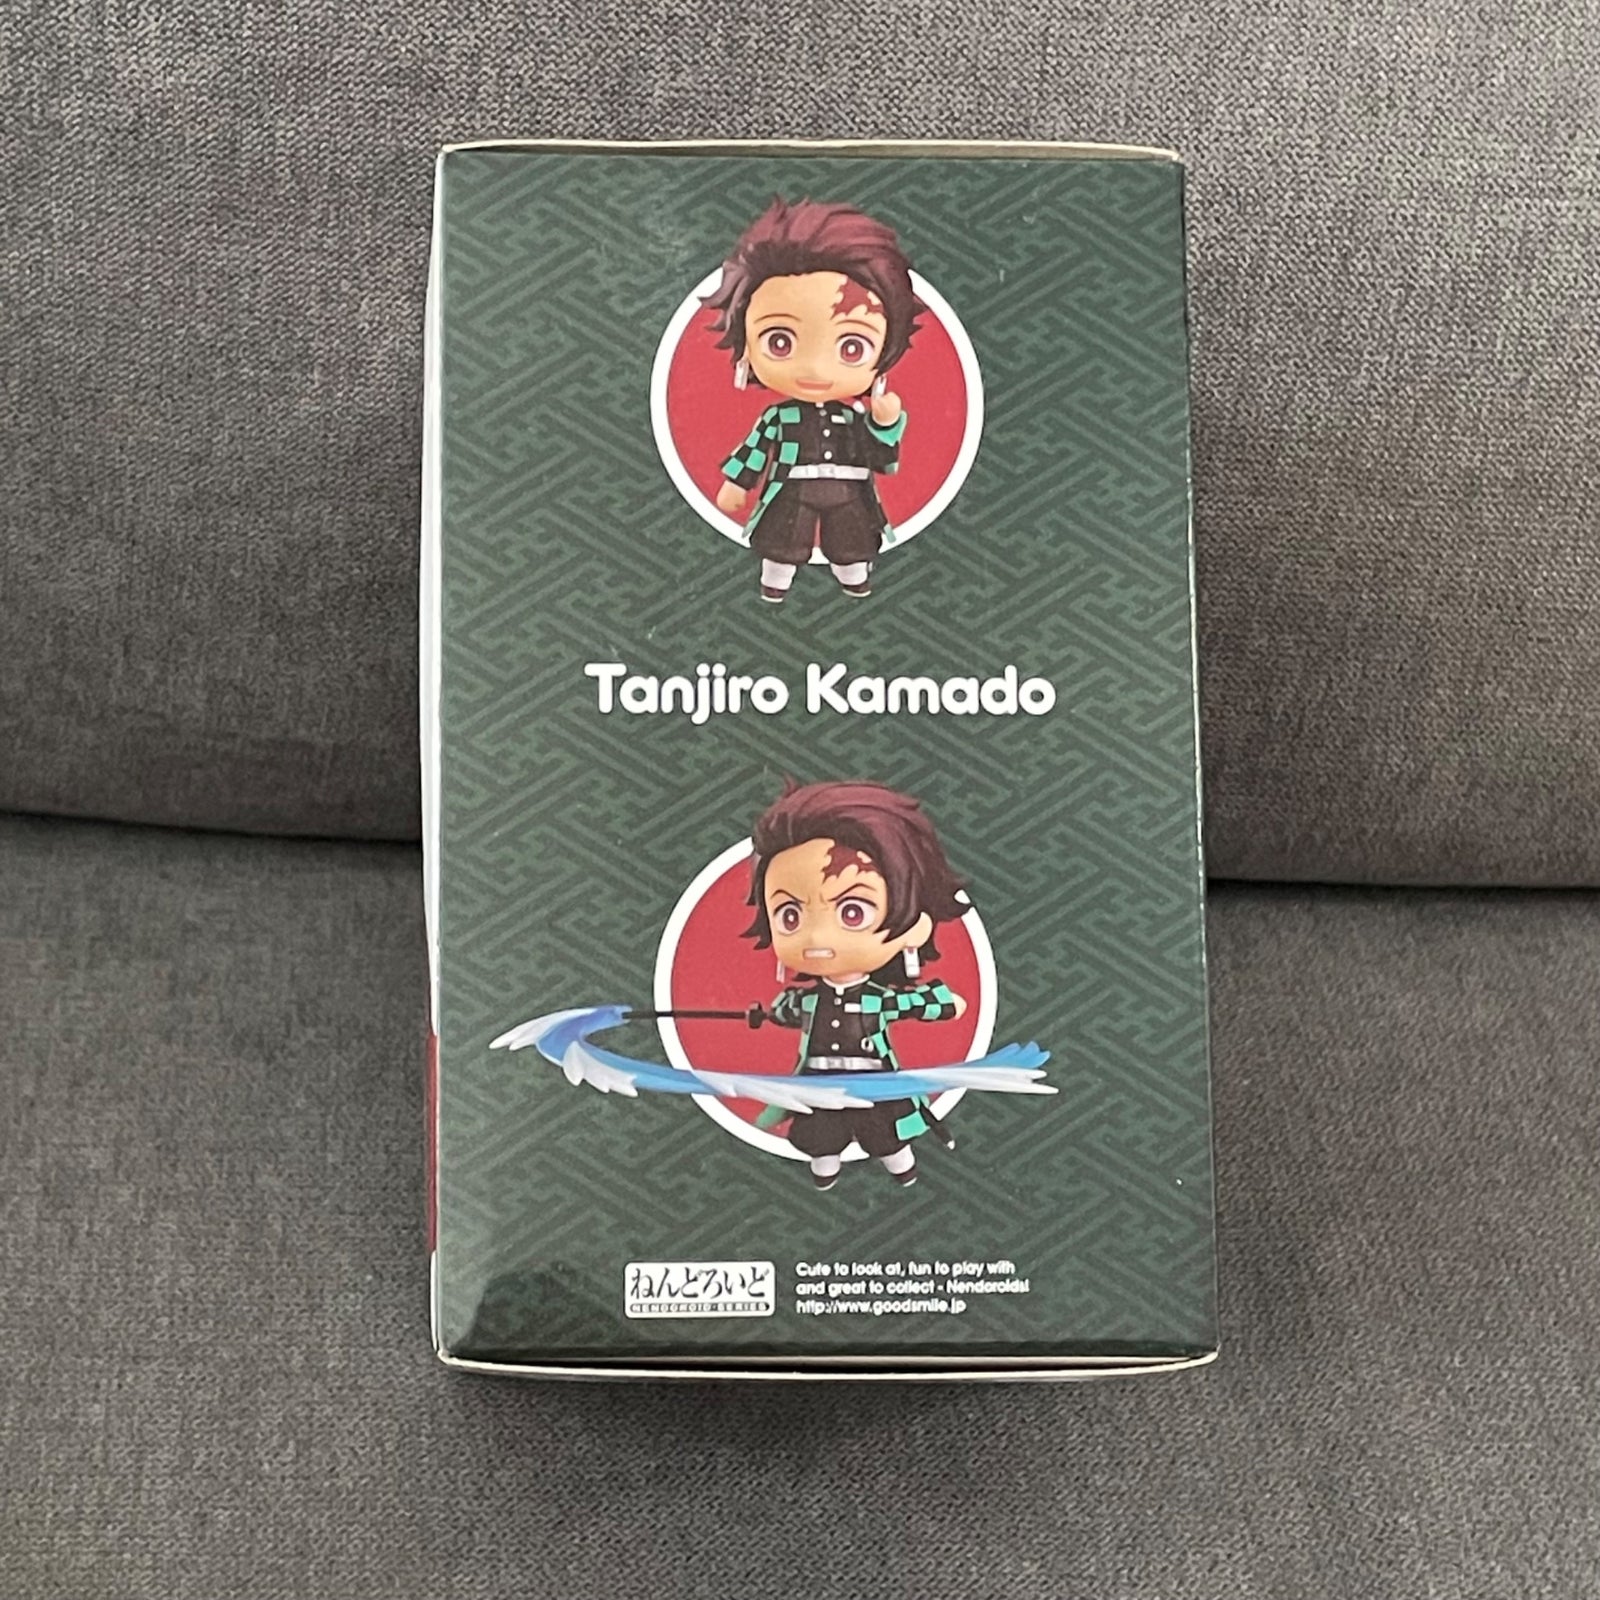 Tanjiro Kamado
ねんどろいど
NENDOROID·SERIES
Cute to look at, fun to play with
and great to collect - Nendoroids!
http://www.goodsmile.jp